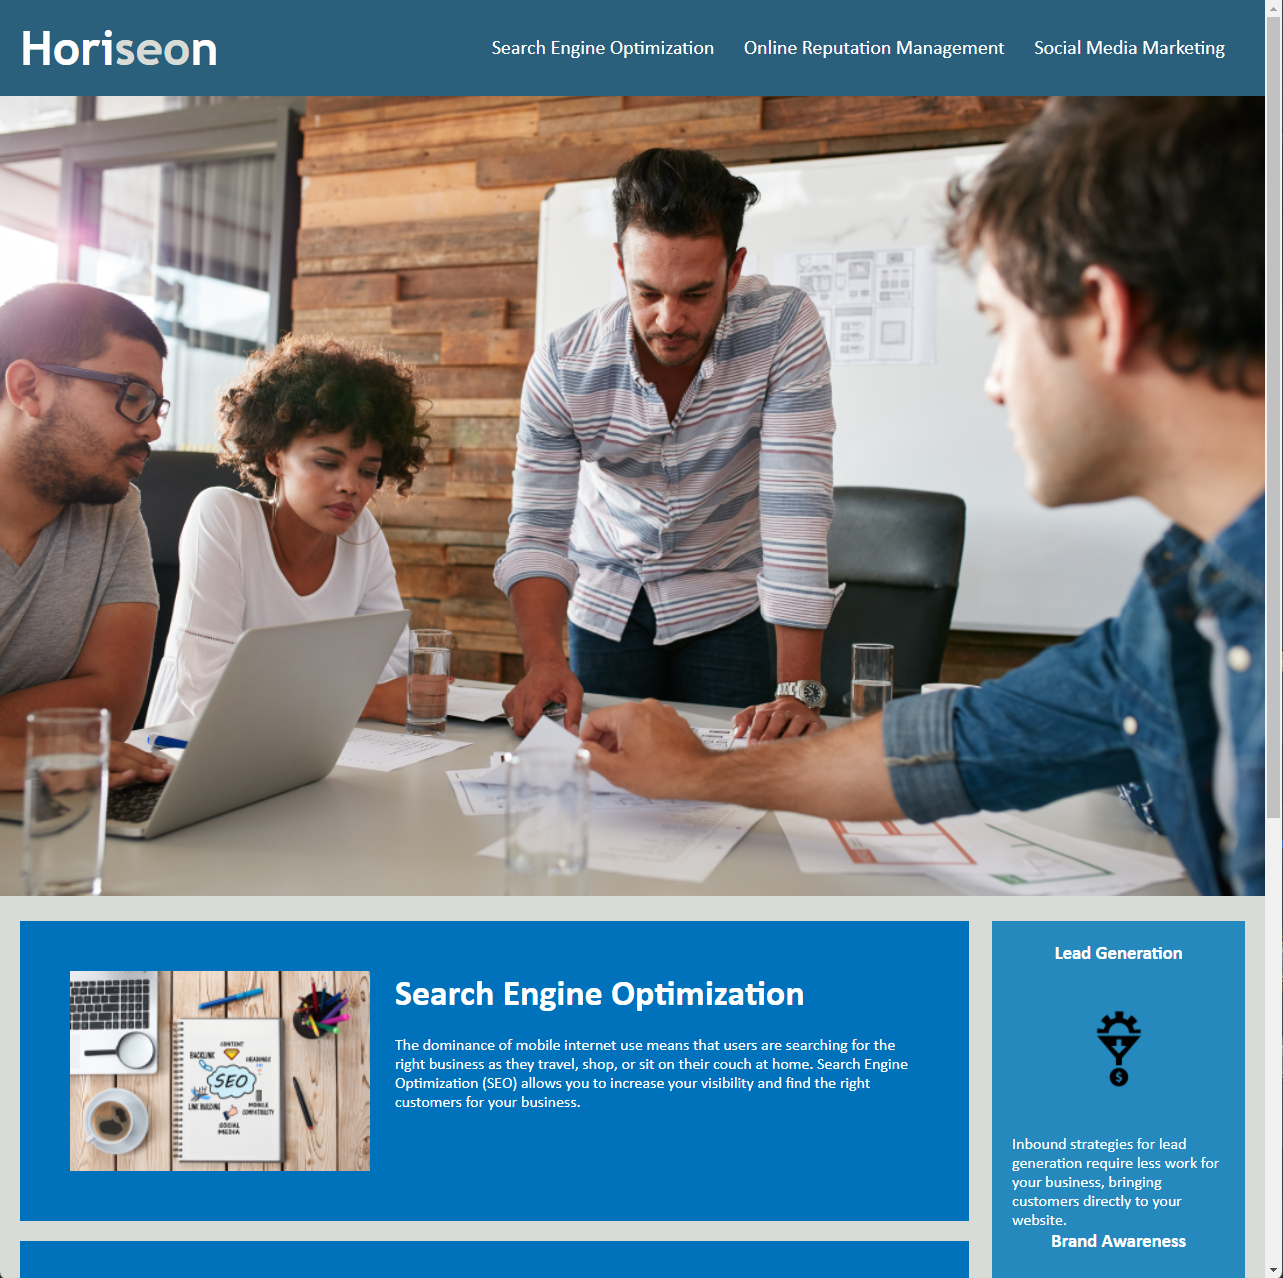 Horiseon
Search Engine Optimization
Online Reputation Management
Social Media Marketing
Search Engine Optimization
The dominance of mobile internet use means that users are searching for the
right business as they travel, shop, or sit on their couch at home. Search Engine
Optimization (SEO) allows you to increase your visibility and find the right
customers for your business.
CONTENT
BACKLINK
HEADINGS
SEO
LINK BUILDING
MOBILE
COMPATIBILITY
SOCIAL
MEDIA
Lead Generation
$
Inbound strategies for lead
generation require less work for
your business, bringing
customers directly to your
website.
Brand Awareness